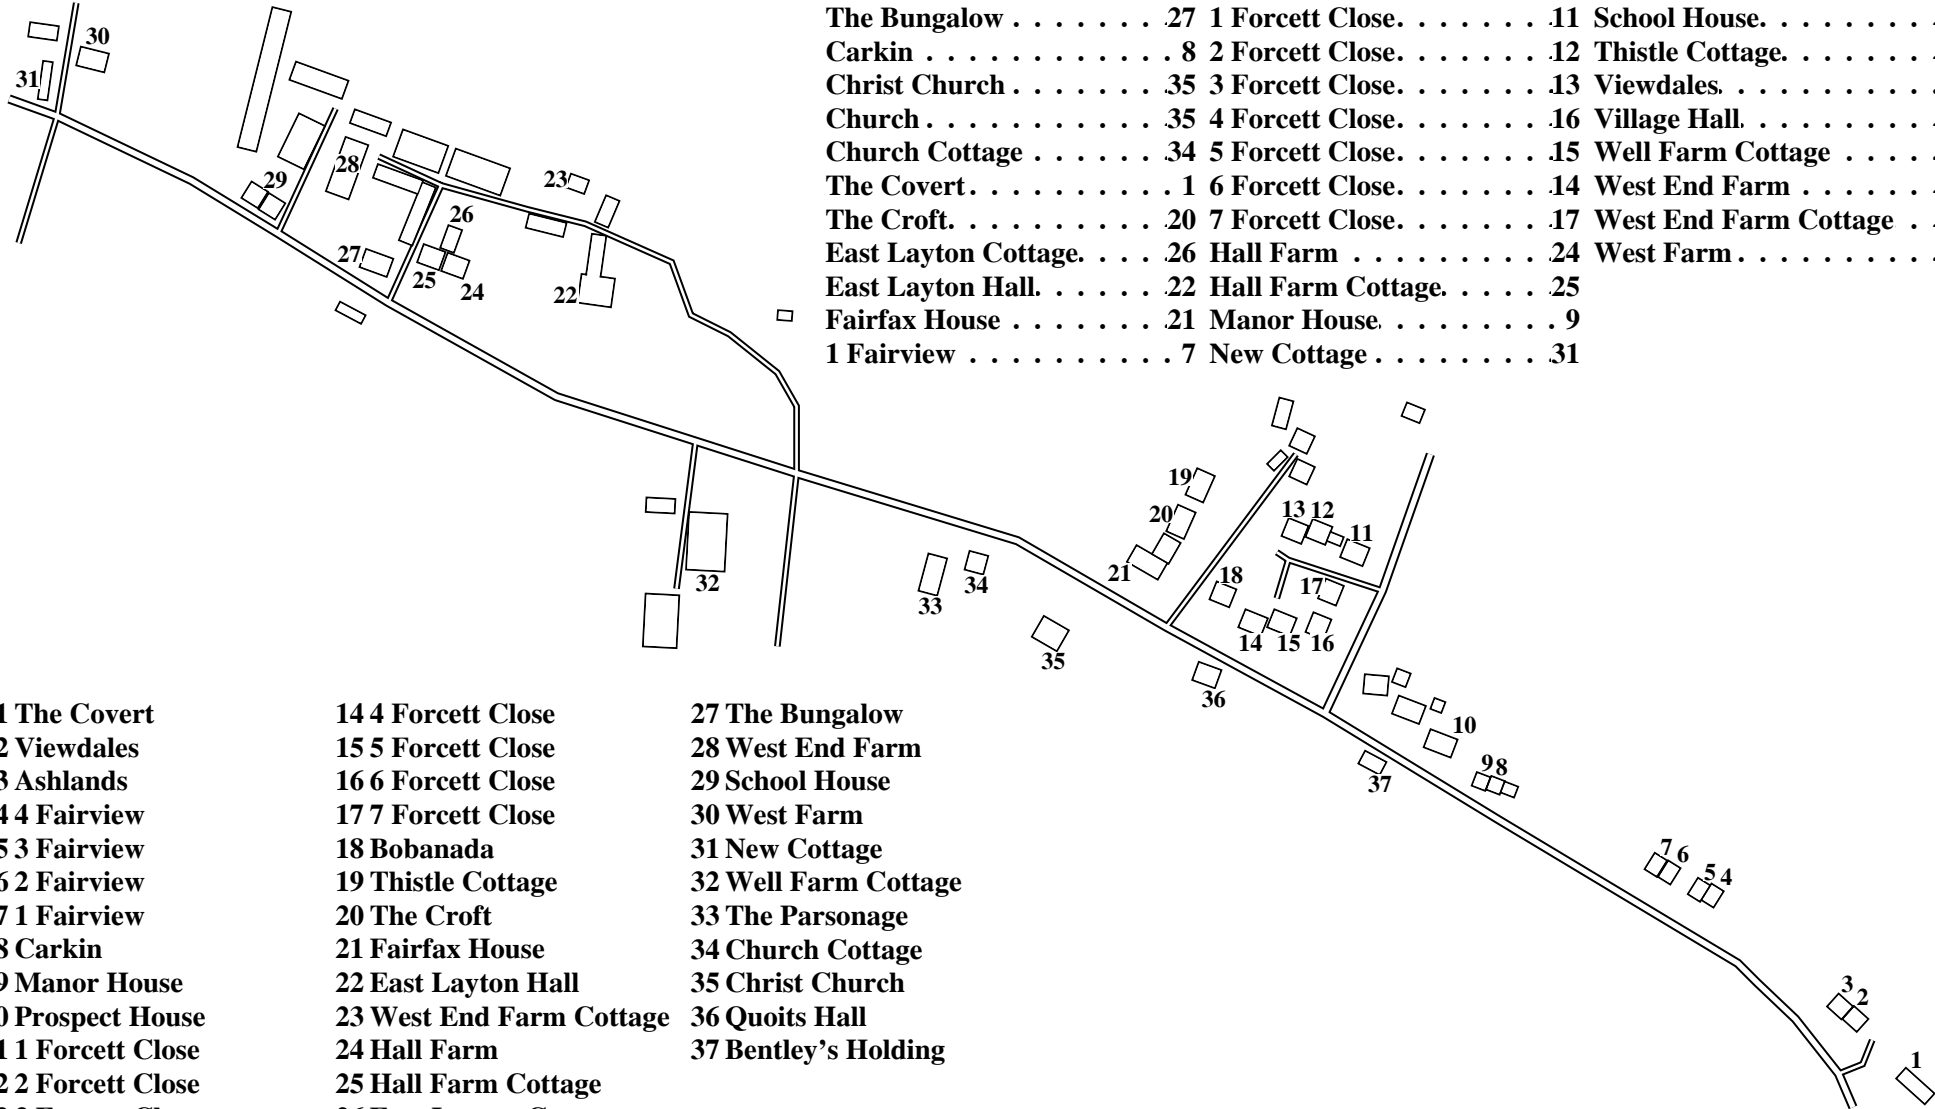 The Bungalow . . . . . . . 27 1 Forcett Close. . . . . . . 11 School House. . . . . . . . .
Carkin . . . . . . . . . . . 8 2 Forcett Close. . . . . . . 12 Thistle Cottage. . . . . . . .
Christ Church . . . . . . . 35 3 Forcett Close. . . . . . . 13 Viewdales. . . . . . . . . . .
Church . . . . . . . . . . . 35 4 Forcett Close. . . . . . . 16 Village Hall. . . . . . . . . .
Church Cottage . . . . . . 34 5 Forcett Close. . . . . . . 15 Well Farm Cottage . . . . .
The Covert. . . . . . . . . 1 6 Forcett Close. . . . . . . 14 West End Farm . . . . . . .
The Croft. . . . . . . . . . 20 7 Forcett Close. . . . . . . 17 West End Farm Cottage . .
East Layton Cottage. . . . 26 Hall Farm . . . . . . . . . 24 West Farm . . . . . . . . . .
East Layton Hall. . . . . . 22 Hall Farm Cottage. . . . . 25
Fairfax House . . . . . . . 21 Manor House. . . . . . . . 9
1 Fairview . . . . . . . . . . 7 New Cottage . . . . . . . . 31
30
31
28
29
23
26
27
25
24
22
19
20
13 12
11
21
18
17
32
33
34
14 15 16
35
36
10
98
37
7 6
5 4
3
2
1
1 The Covert
2 Viewdales
3 Ashlands
4 4 Fairview
5 3 Fairview
6 2 Fairview
7 1 Fairview
8 Carkin
9 Manor House
0 Prospect House
1 1 Forcett Close
2 2 Forcett Close
14 4 Forcett Close
15 5 Forcett Close
16 6 Forcett Close
17 7 Forcett Close
18 Bobanada
19 Thistle Cottage
20 The Croft
21 Fairfax House
22 East Layton Hall
23 West End Farm Cottage
24 Hall Farm
25 Hall Farm Cottage
27 The Bungalow
28 West End Farm
29 School House
30 West Farm
31 New Cottage
32 Well Farm Cottage
33 The Parsonage
34 Church Cottage
35 Christ Church
36 Quoits Hall
37 Bentley’s Holding